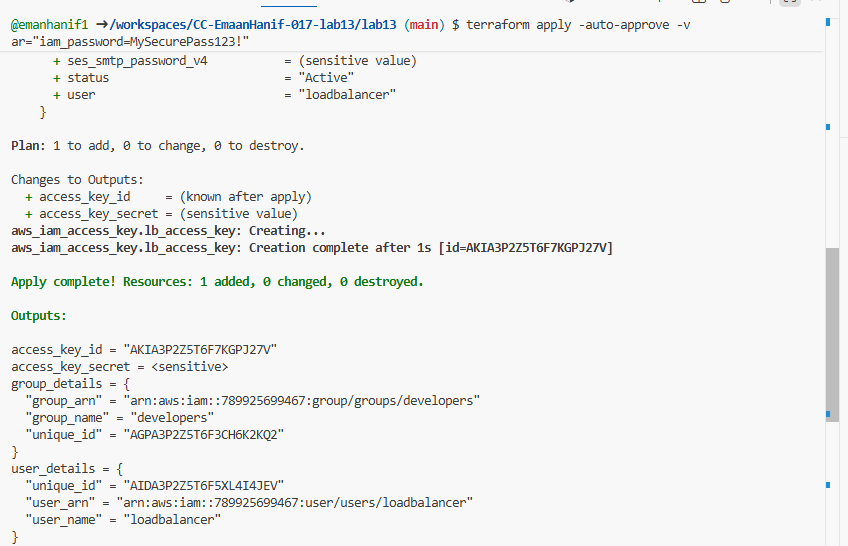 @emanhanif1 ➜/workspaces/CC-EmaanHanif-017-lab13/lab13 (main) $ terraform apply -auto-approve -v
ar="iam_password=MySecurePass123!"
      + ses_smtp_password_v4           = (sensitive value)
      + status                         = "Active"
      + user                           = "loadbalancer"
    }
Plan: 1 to add, 0 to change, 0 to destroy.
Changes to Outputs:
  + access_key_id     = (known after apply)
  + access_key_secret = (sensitive value)
aws_iam_access_key.lb_access_key: Creating...
aws_iam_access_key.lb_access_key: Creation complete after 1s [id=AKIA3P2Z5T6F7KGPJ27V]
Apply complete! Resources: 1 added, 0 changed, 0 destroyed.
Outputs:
access_key_id = "AKIA3P2Z5T6F7KGPJ27V"
access_key_secret = <sensitive>
group_details = {
  "group_arn" = "arn:aws:iam::789925699467:group/groups/developers"
  "group_name" = "developers"
  "unique_id" = "AGPA3P2Z5T6F3CH6K2KQ2"
}
user_details = {
  "unique_id" = "AIDA3P2Z5T6F5XL4I4JEV"
  "user_arn" = "arn:aws:iam::789925699467:user/users/loadbalancer"
  "user_name" = "loadbalancer"
}